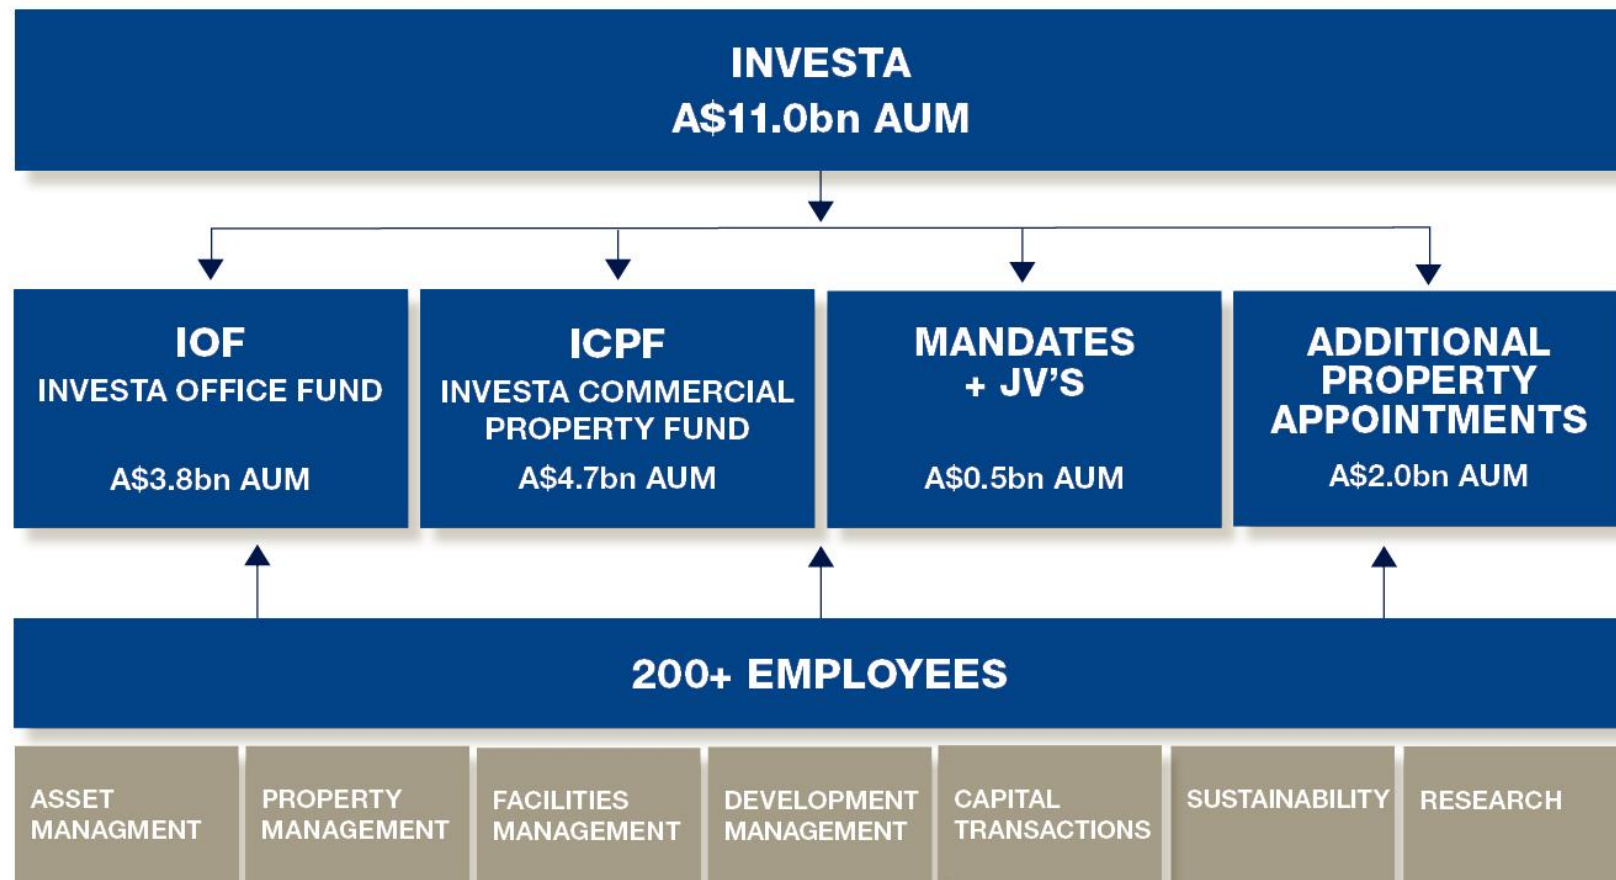 INVESTA
A$11.0bn AUM
IOF
INVESTA OFFICE FUND
A$3.8bn AUM
ICPF
INVESTA COMMERCIAL
PROPERTY FUND
A$4.7bn AUM
MANDATES
+ JV’S
A$0.5bn AUM
ADDITIONAL
PROPERTY
APPOINTMENTS
A$2.0bn AUM
200+ EMPLOYEES
ASSET
MANAGMENT
PROPERTY
MANAGEMENT
FACILITIES
MANAGEMENT
DEVELOPMENT
MANAGEMENT
CAPITAL
TRANSACTIONS
SUSTAINABILITY
RESEARCH